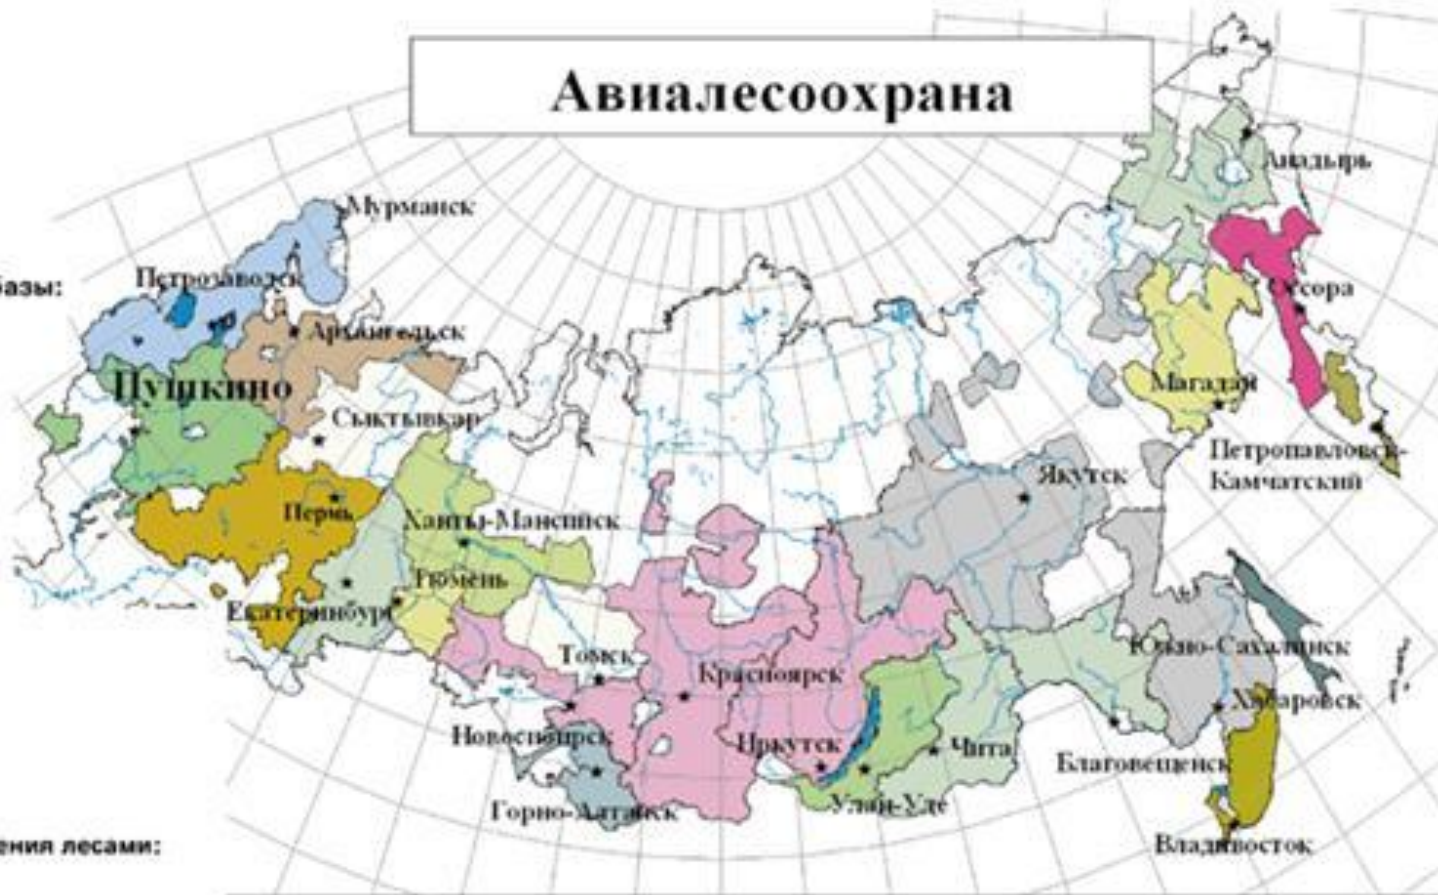 Авиалесоохрана
Анадырь
Мурманск
Петрозаводск
базы:
Оссора
Архангельск
Пушкино
Магадан
Сыктывкар
Петропавловск-
Камчатский
Якутск
Пермь
Ханты-Мансийск
Тюмень
Екатеринбург
Южно-Сахалинск
Томск
Красноярск
Хабаровск
Новосибирск
Иркутск
Чита
Благовещенск
Улан-Удэ
Горно-Алтайск
Владивосток
ения лесами: